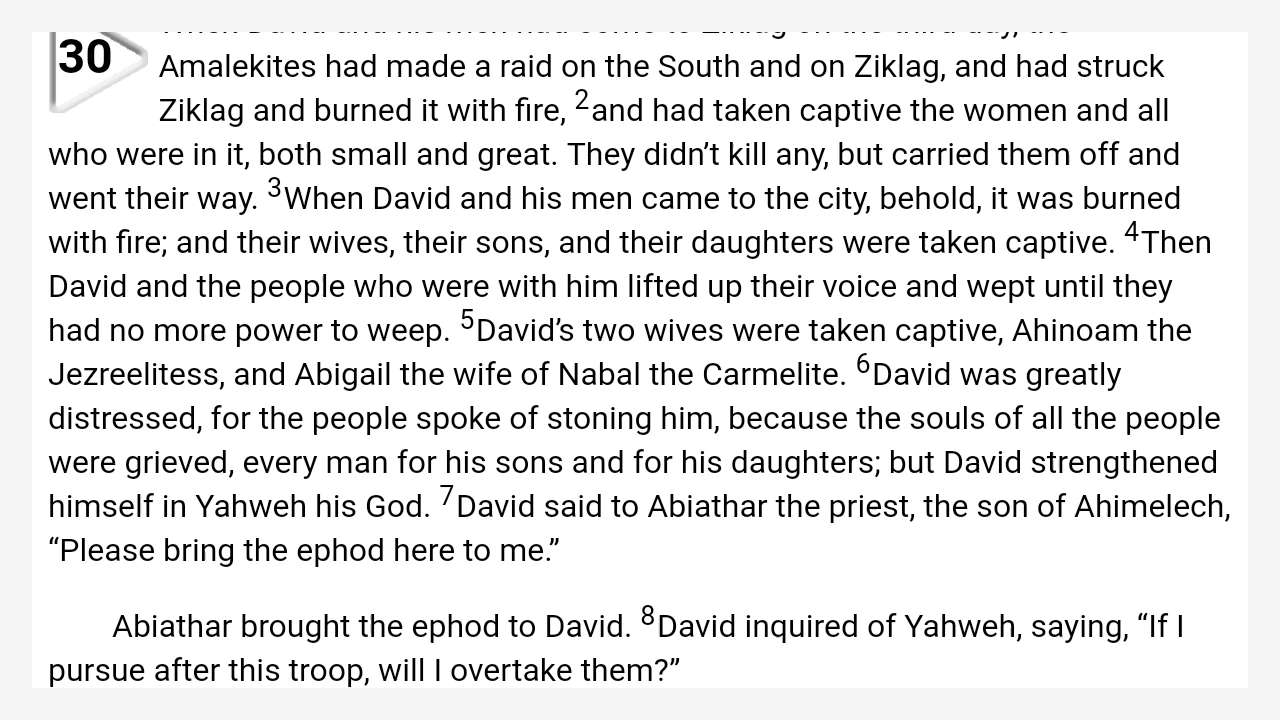 30
Amalekites had made a raid on the South and on Ziklag, and had struck
Ziklag and burned it with fire, 2and had taken captive the women and all
who were in it, both small and great. They didn’t kill any, but carried them off and
went their way. 3When David and his men came to the city, behold, it was burned
with fire; and their wives, their sons, and their daughters were taken captive. 4Then
David and the people who were with him lifted up their voice and wept until they
had no more power to weep. 5David’s two wives were taken captive, Ahinoam the
Jezreelitess, and Abigail the wife of Nabal the Carmelite. 6David was greatly
distressed, for the people spoke of stoning him, because the souls of all the people
were grieved, every man for his sons and for his daughters; but David strengthened
himself in Yahweh his God. 7David said to Abiathar the priest, the son of Ahimelech,
“Please bring the ephod here to me.”
Abiathar brought the ephod to David. 8David inquired of Yahweh, saying, “If I
pursue after this troop, will I overtake them?”